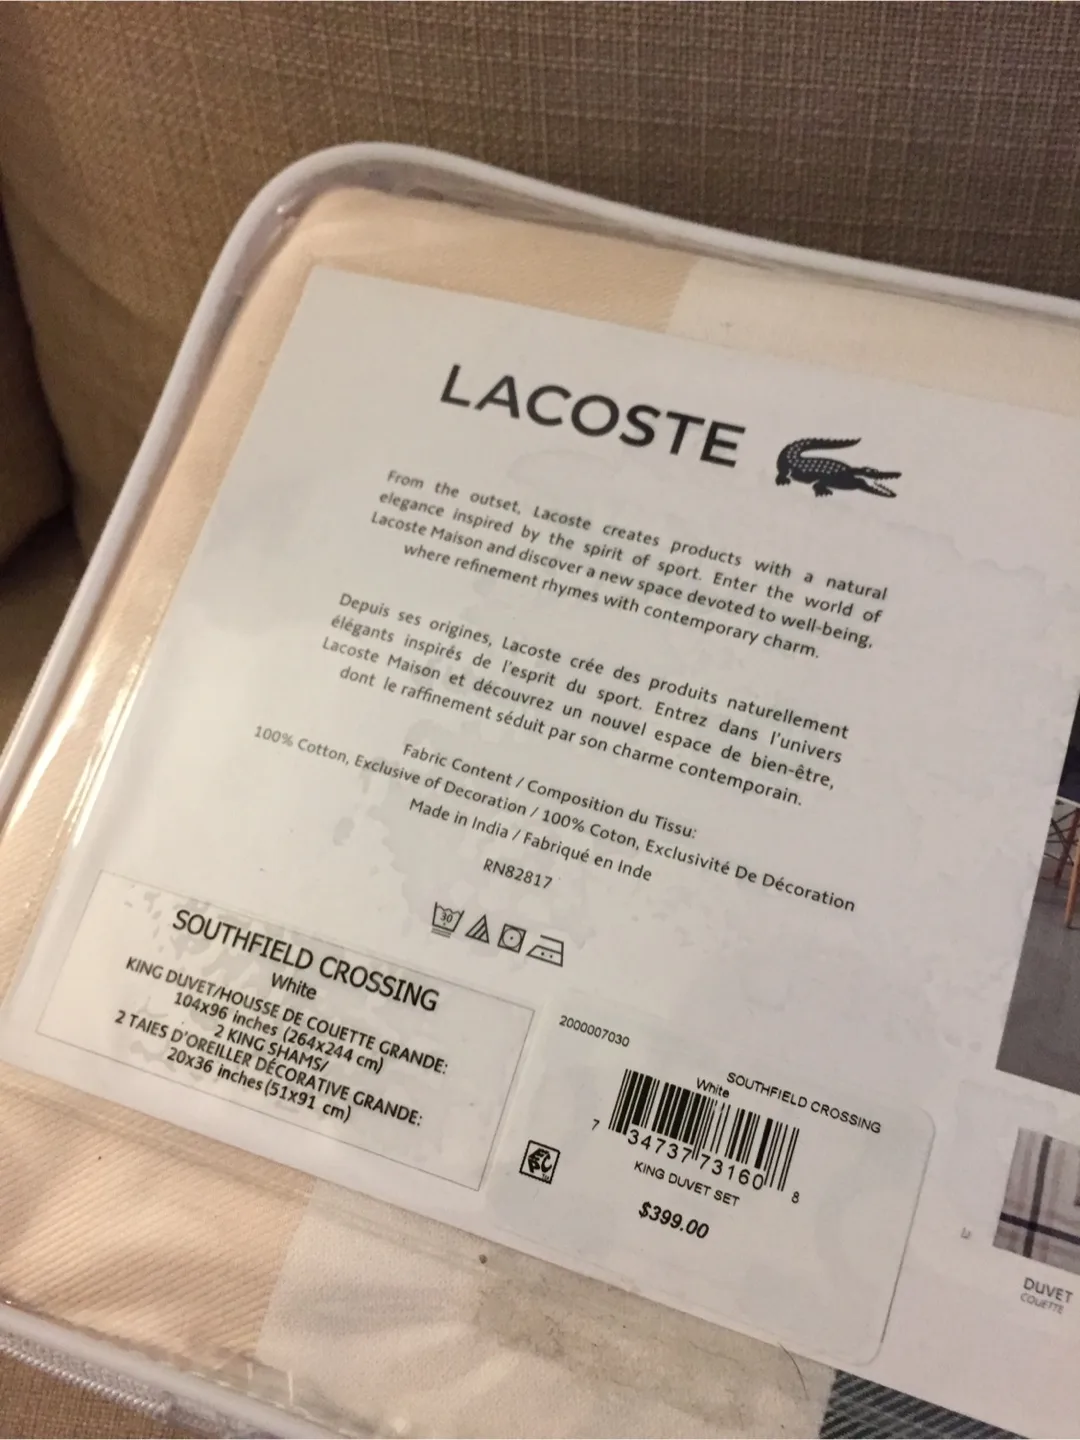 LACOSTE
From the outset, Lacoste creates products with a natural
elegance inspired by the spirit of sport. Enter the world of
Lacoste Maison and discover a new space devoted to well-being,
where refinement rhymes with contemporary charm.
Depuis ses origines, Lacoste crée des produits naturellement
élégants inspirés de l'esprit du sport. Entrez dans l'univers
Lacoste Maison et découvrez un nouvel espace de bien-être,
dont le raffinement séduit par son charme contemporain.
Fabric Content / Composition du Tissu:
100% Cotton, Exclusive of Decoration / 100% Coton, Exclusivité De Décoration
Made in India / Fabriqué en Inde
RN82817
30
SOUTHFIELD CROSSING
White
KING DUVET/HOUSSE DE COUETTE GRANDE:
104x96 inches (264x244 cm)
2 KING SHAMS/
2 TAIES D'OREILLER DÉCORATIVE GRANDE:
20x36 inches (51x91 cm)
2000007030
SOUTHFIELD CROSSING
White
7 34737 73160 8
KING DUVET SET
$399.00
DUVET
COUETTE